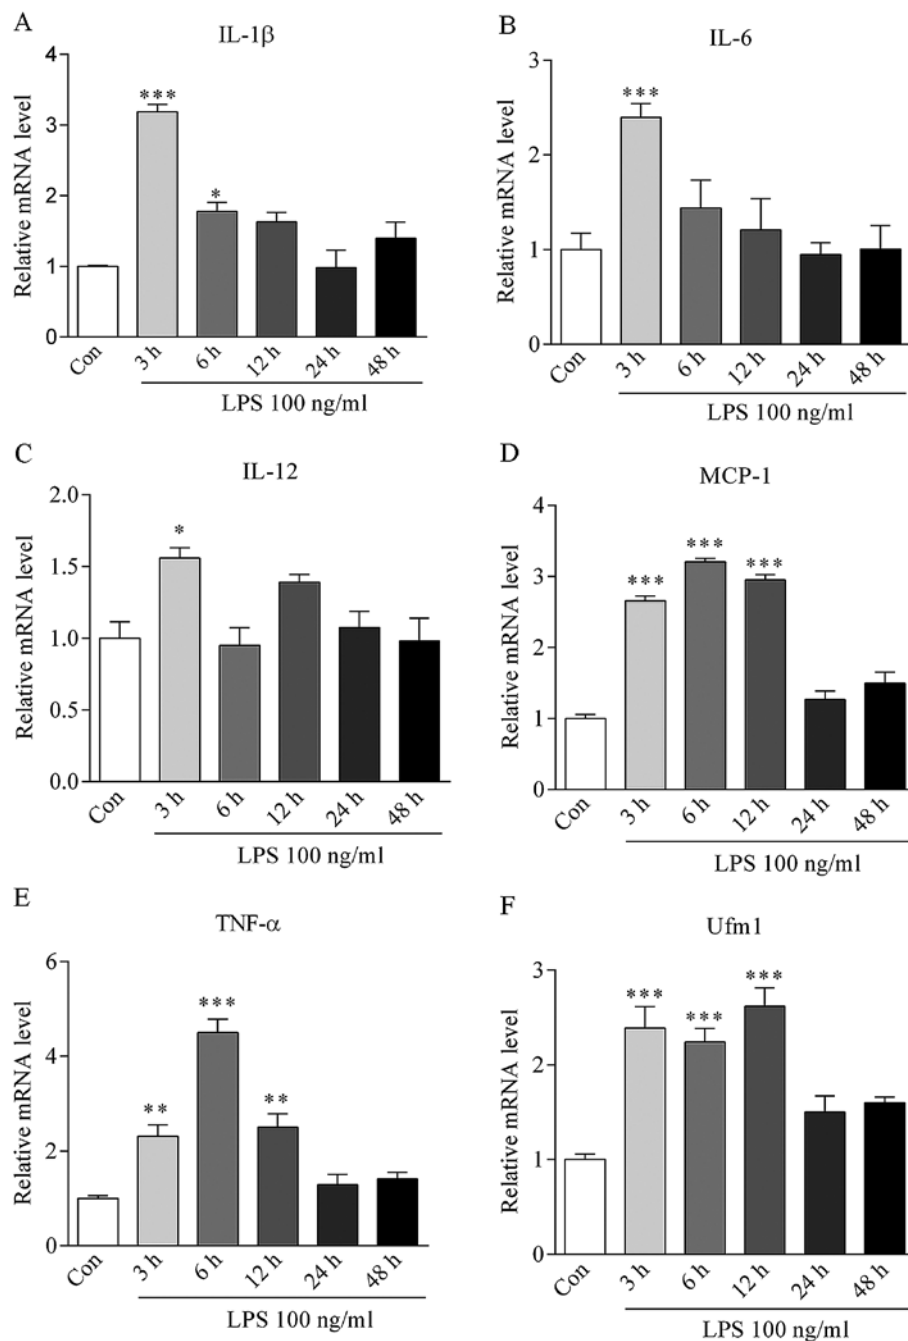 A
IL-1β
Relative mRNA level
4
3
2
1
0
***
*
Con
3 h
6 h
12 h
24 h
48 h
LPS 100 ng/ml
B
IL-6
Relative mRNA level
3
2
1
0
***
Con
3 h
6 h
12 h
24 h
48 h
LPS 100 ng/ml
C
IL-12
Relative mRNA level
2.0
1.5
1.0
0.5
0.0
*
Con
3 h
6 h
12 h
24 h
48 h
LPS 100 ng/ml
D
MCP-1
Relative mRNA level
4
3
2
1
0
***
***
***
Con
3 h
6 h
12 h
24 h
48 h
LPS 100 ng/ml
E
TNF-α
Relative mRNA level
6
4
2
0
**
***
**
Con
3 h
6 h
12 h
24 h
48 h
LPS 100 ng/ml
F
Ufm1
Relative mRNA level
3
2
1
0
***
***
***
Con
3 h
6 h
12 h
24 h
48 h
LPS 100 ng/ml